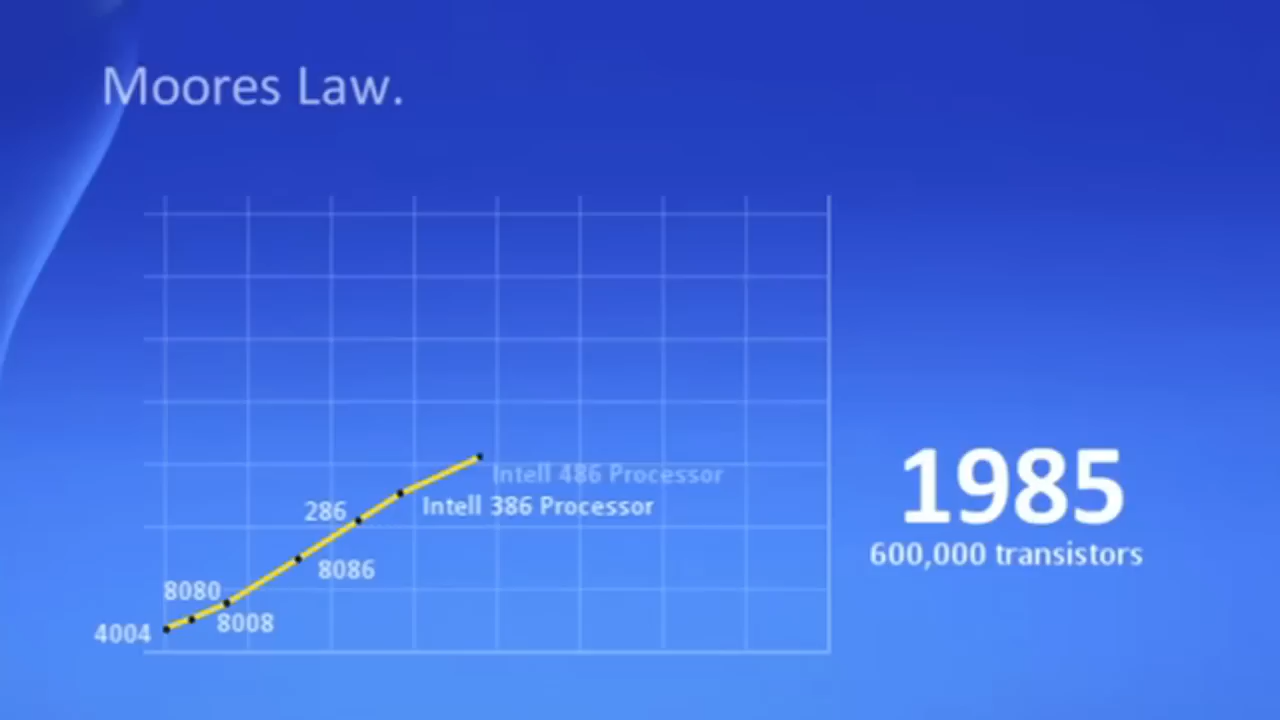 Moores Law.
Intell 486 Processor
286
Intell 386 Processor
8086
8080
8008
4004
1985
600,000 transistors